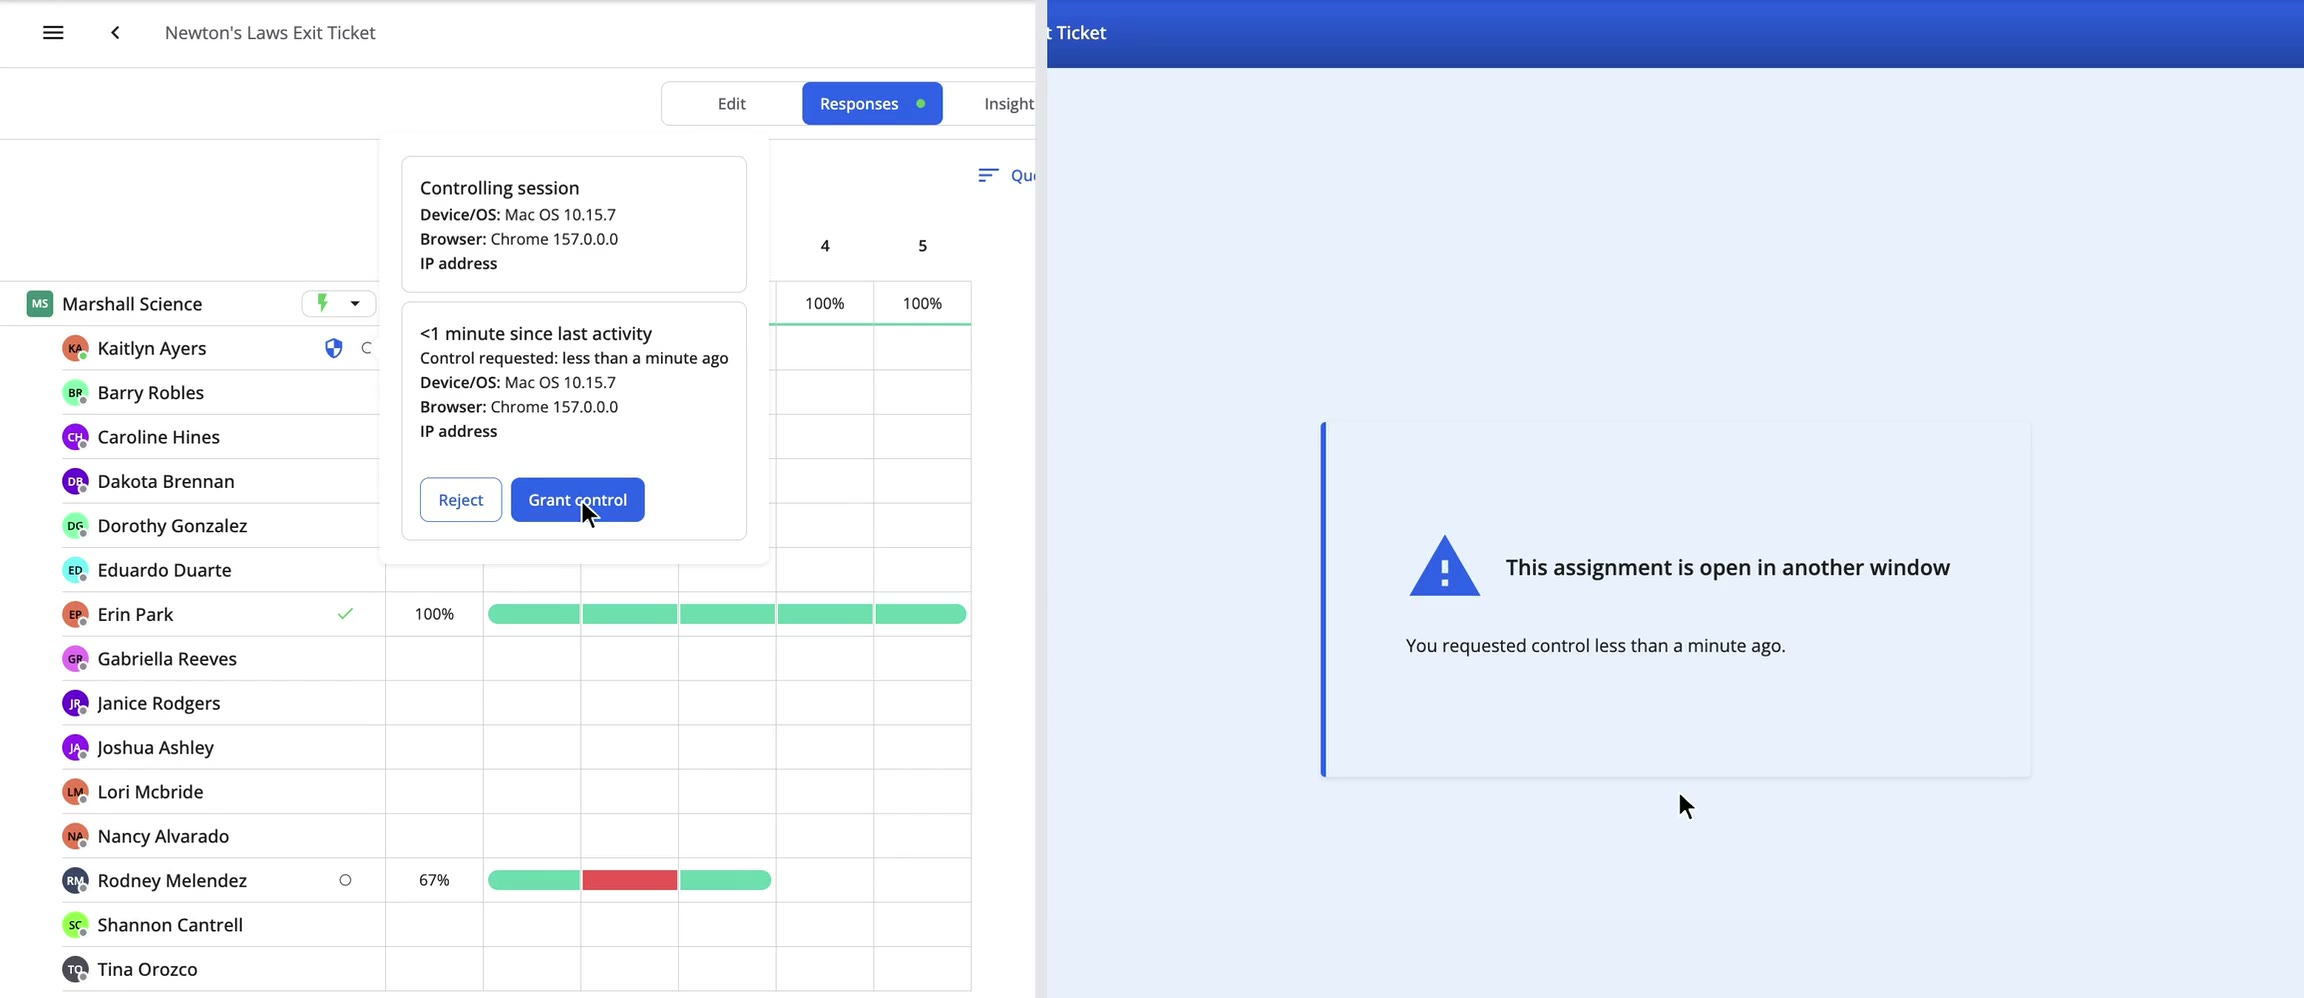 Newton's Laws Exit Ticket
Ticket
Edit
Responses
Insight
Controlling session
Device/OS: Mac OS 10.15.7
Browser: Chrome 157.0.0.0
IP address
Que
4
5
<1 minute since last activity
Control requested: less than a minute ago
Device/OS: Mac OS 10.15.7
Browser: Chrome 157.0.0.0
IP address
Reject
Grant control
MS Marshall Science
100%
100%
KA Kaitlyn Ayers
BR Barry Robles
CH Caroline Hines
DB Dakota Brennan
DG Dorothy Gonzalez
ED Eduardo Duarte
EP Erin Park
100%
GR Gabriella Reeves
JR Janice Rodgers
JA Joshua Ashley
LM Lori Mcbride
NA Nancy Alvarado
RM Rodney Melendez
67%
SC Shannon Cantrell
TO Tina Orozco
This assignment is open in another window
You requested control less than a minute ago.